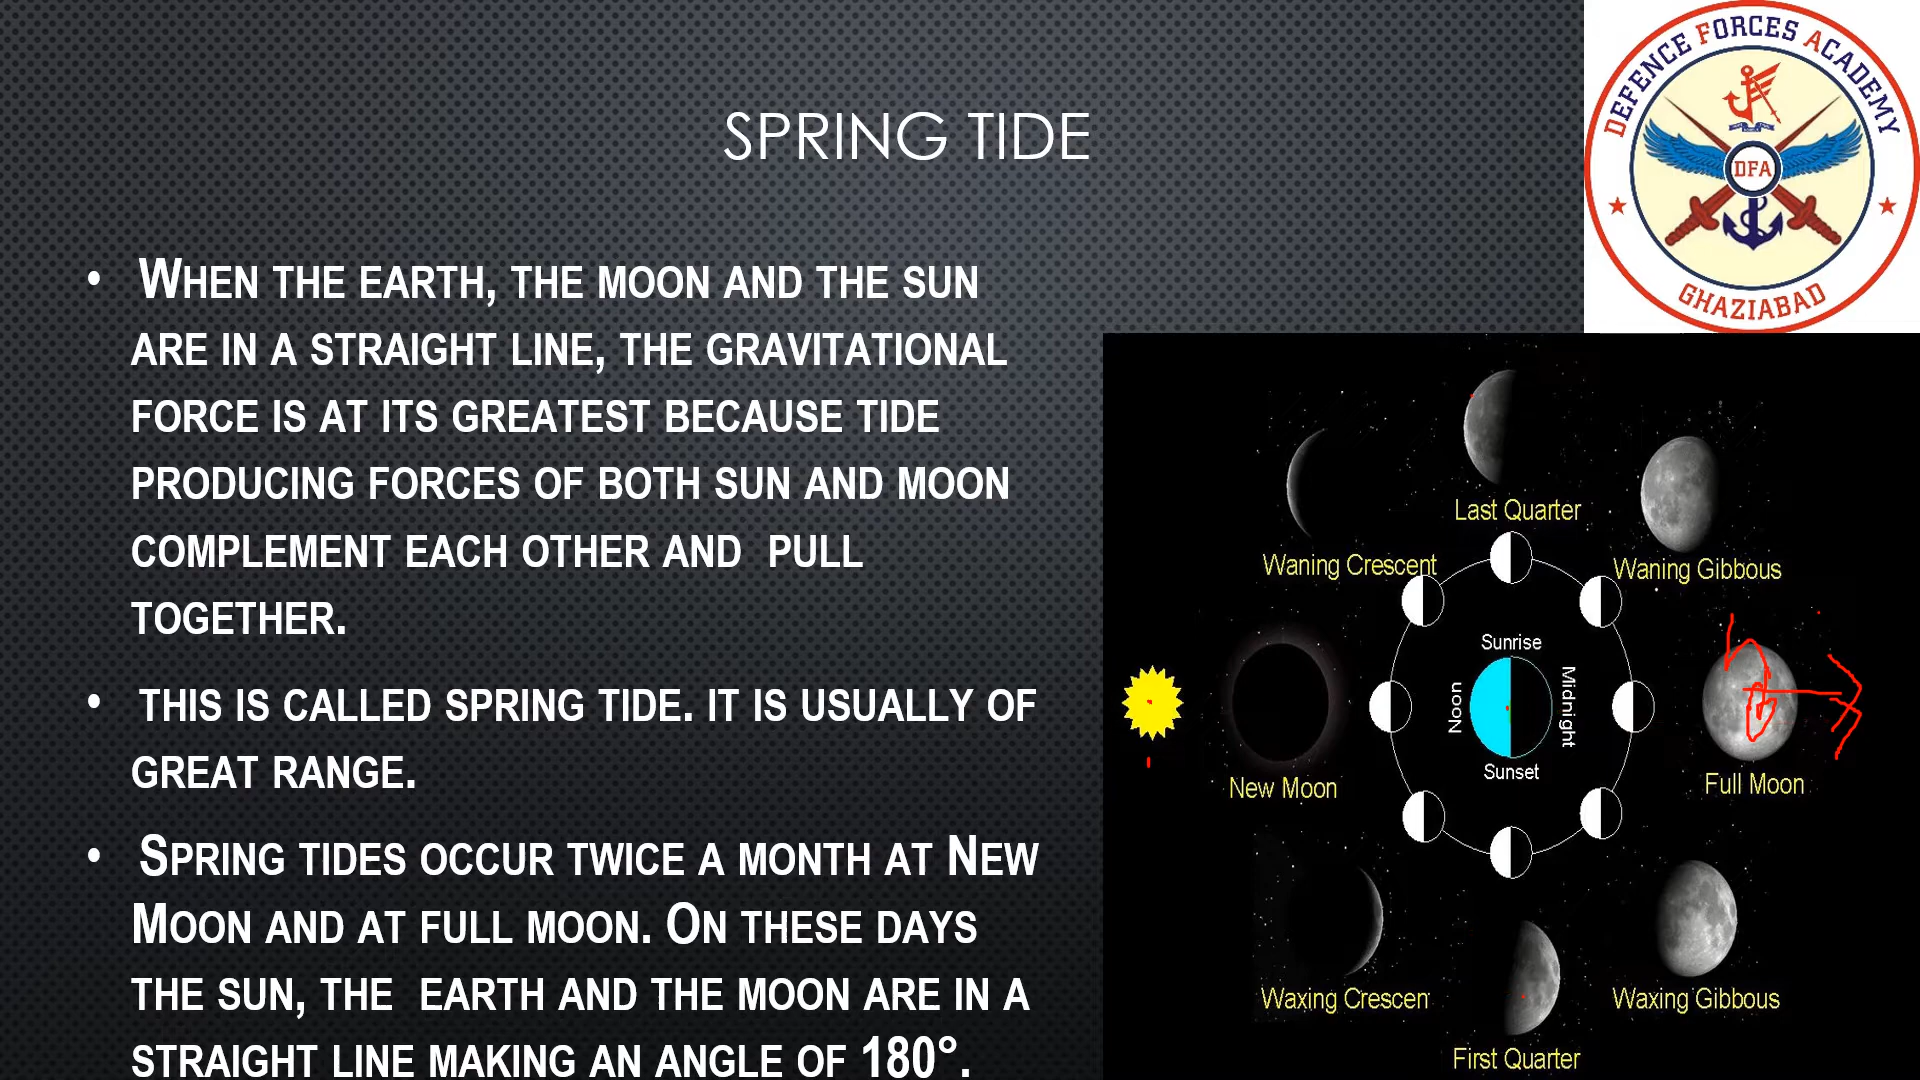 SPRING TIDE
DEFENCE FORCES ACADEMY
DFA
GHAZIABAD
• WHEN THE EARTH, THE MOON AND THE SUN
ARE IN A STRAIGHT LINE, THE GRAVITATIONAL
FORCE IS AT ITS GREATEST BECAUSE TIDE
PRODUCING FORCES OF BOTH SUN AND MOON
COMPLEMENT EACH OTHER AND PULL
TOGETHER.
• THIS IS CALLED SPRING TIDE. IT IS USUALLY OF
GREAT RANGE.
• SPRING TIDES OCCUR TWICE A MONTH AT NEW
MOON AND AT FULL MOON. ON THESE DAYS
THE SUN, THE EARTH AND THE MOON ARE IN A
STRAIGHT LINE MAKING AN ANGLE OF 180°.
Last Quarter
Waning Crescent
Waning Gibbous
Sunrise
Noon
Midnight
Sunset
New Moon
Full Moon
Waxing Crescen
Waxing Gibbous
First Quarter